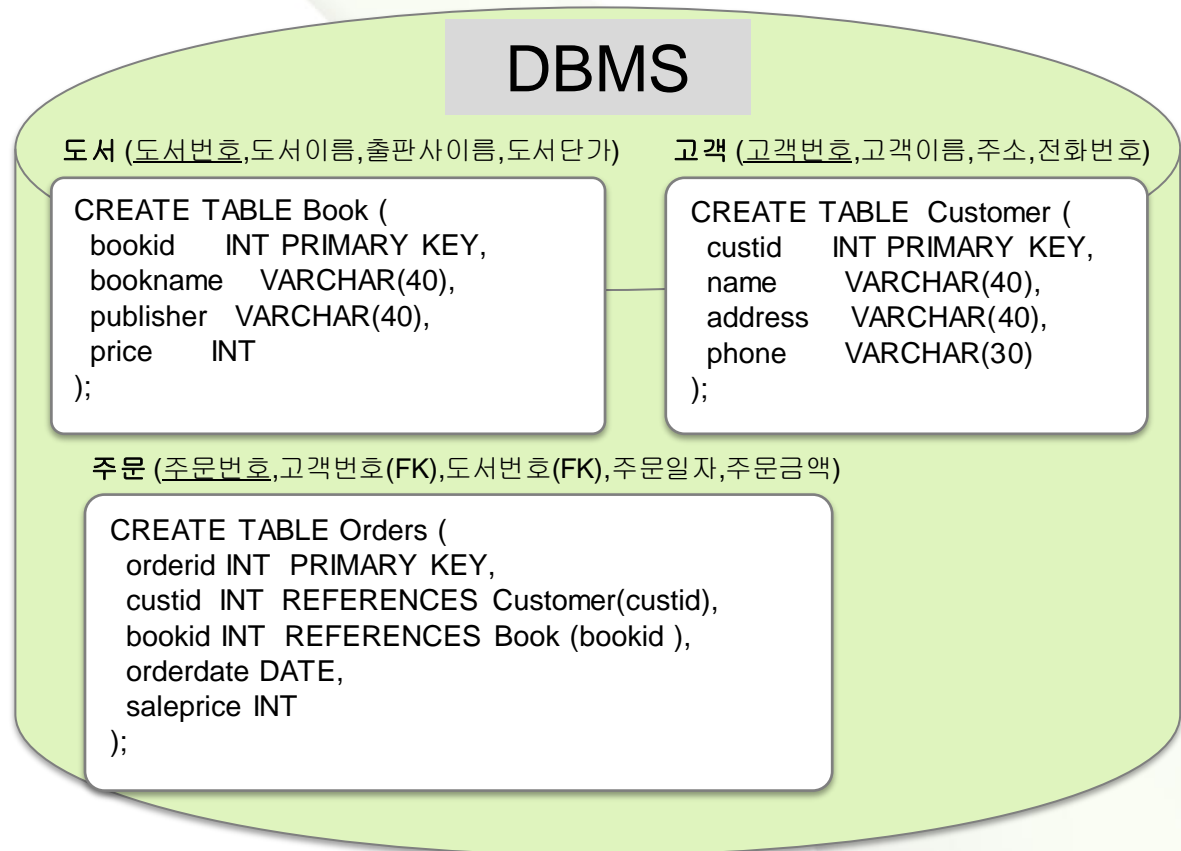 DBMS
도서 (도서번호,도서이름,출판사이름,도서단가)
CREATE TABLE Book (
bookid INT PRIMARY KEY,
bookname VARCHAR(40),
publisher VARCHAR(40),
price INT
);
고객 (고객번호,고객이름,주소,전화번호)
CREATE TABLE Customer (
custid INT PRIMARY KEY,
name VARCHAR(40),
address VARCHAR(40),
phone VARCHAR(30)
);
주문 (주문번호,고객번호(FK),도서번호(FK),주문일자,주문금액)
CREATE TABLE Orders (
orderid INT PRIMARY KEY,
custid INT REFERENCES Customer(custid),
bookid INT REFERENCES Book (bookid ),
orderdate DATE,
saleprice INT
);